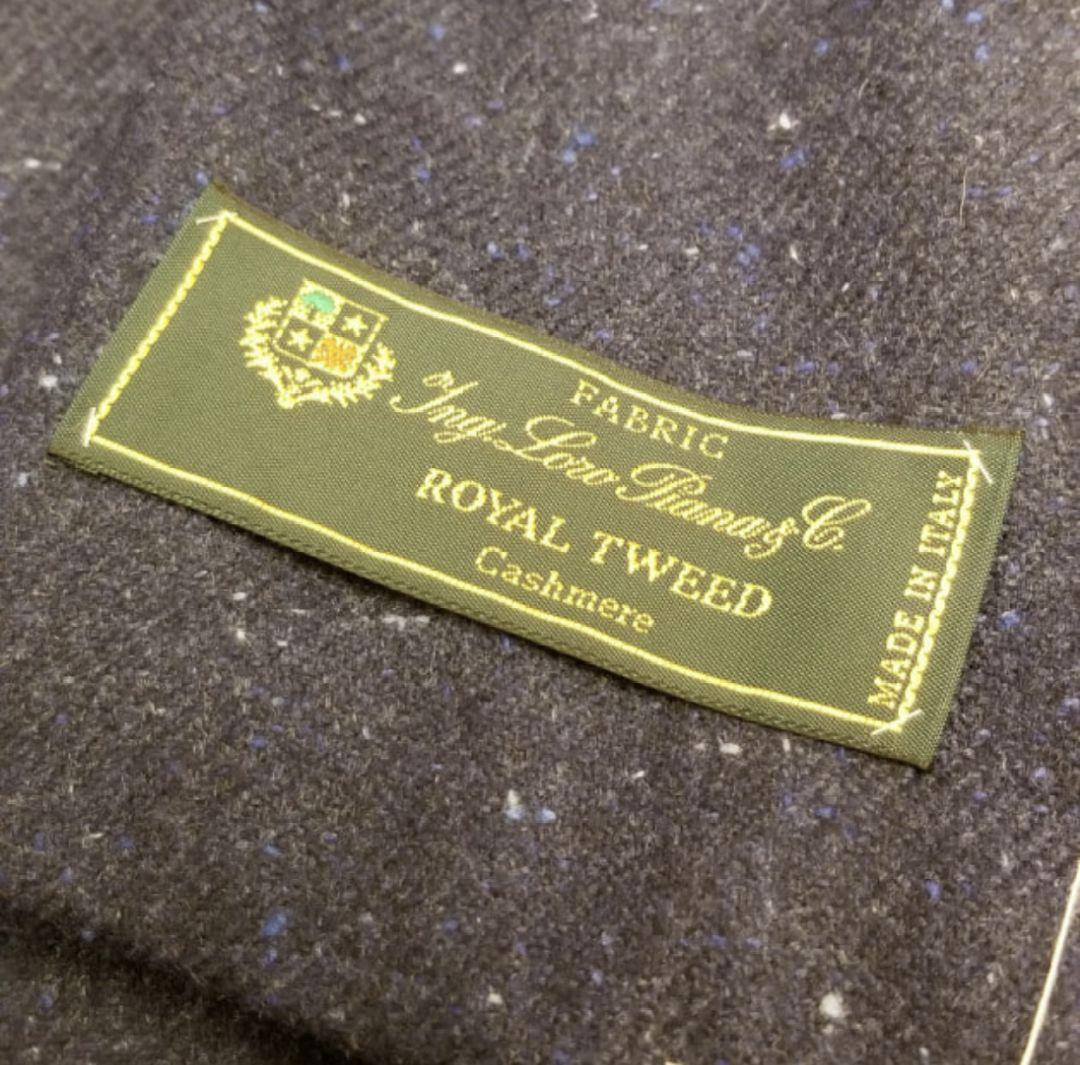 FABRIC
Ing. Loro Piana & C.
ROYAL TWEED
Cashmere
MADE IN ITALY